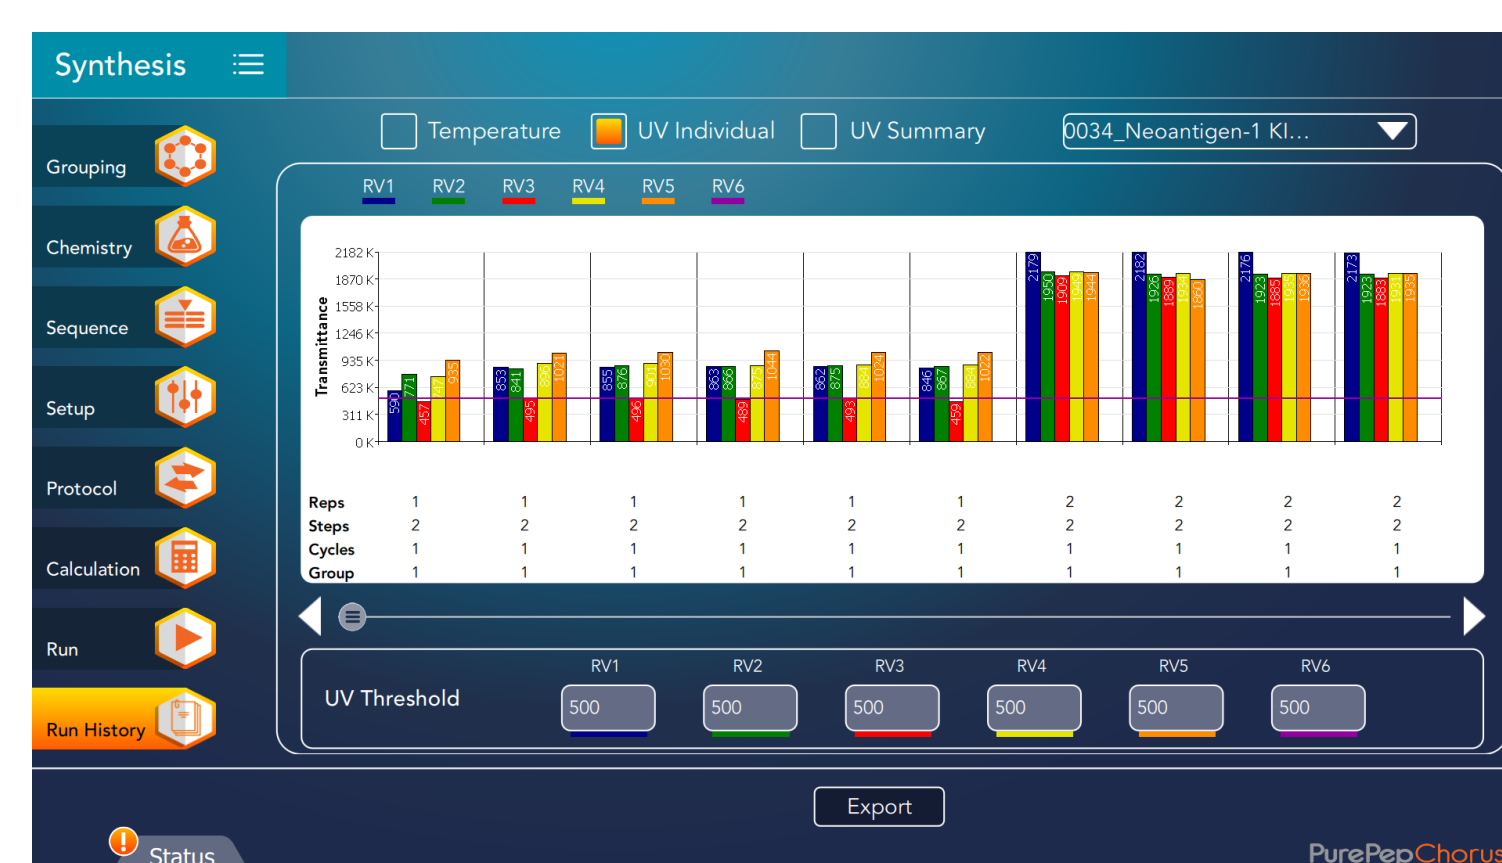 Synthesis
Temperature UV Individual UV Summary 0034_Neoantigen-1 KI...
Grouping
Chemistry
Sequence
Setup
Protocol
Calculation
Run
Run History
RV1 RV2 RV3 RV4 RV5 RV6
Transmittance
2182 K
1870 K
1558 K
1246 K
935 K
623 K
311 K
0 K
590 771 457 747 935
853 841 495 1021
855 876 496 901 1030
863 866 489 875 1044
862 875 493 884 1024
846 867 459 884 1022
2179 1950 1909 1949 1944
2182 1926 1889 1934 1860
2176 1923 1885 1935 1936
2173 1923 1883 1931 1935
Reps 1 1 1 1 1 1 2 2 2 2
Steps 2 2 2 2 2 2 2 2 2 2
Cycles 1 1 1 1 1 1 1 1 1 1
Group 1 1 1 1 1 1 1 1 1 1
RV1 RV2 RV3 RV4 RV5 RV6
UV Threshold 500 500 500 500 500 500
Export
! Status
PurePepChorus